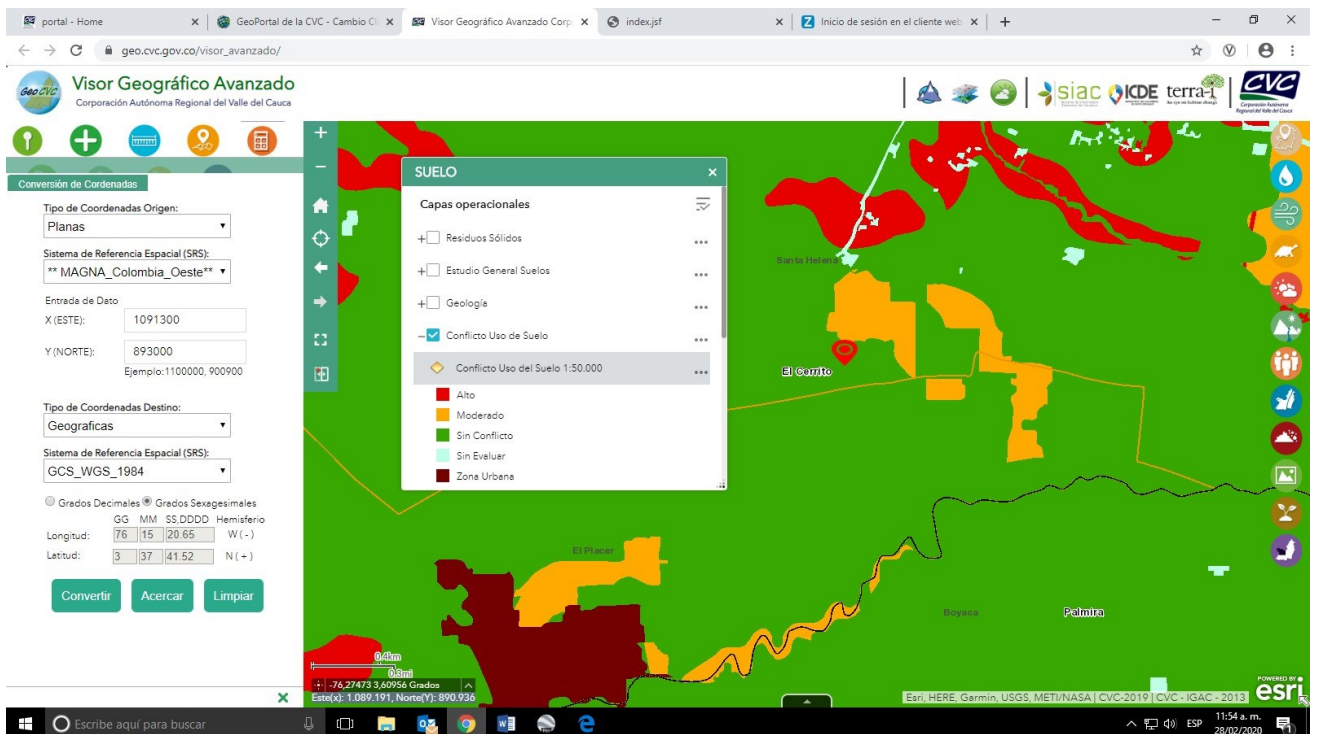 portal - Home
GeoPortal de la CVC - Cambio Cl
Visor Geográfico Avanzado Corp
index.jsf
Inicio de sesión en el cliente web
geo.cvc.gov.co/visor_avanzado/
Geo CVC
Visor Geográfico Avanzado
Corporación Autónoma Regional del Valle del Cauca
siac
ICDE
terra-i
CVC
Corporación Autónoma
Regional del Valle del Cauca
Conversión de Cordenadas
Tipo de Coordenadas Origen:
Planas
Sistema de Referencia Espacial (SRS):
** MAGNA_Colombia_Oeste**
Entrada de Dato
X (ESTE): 1091300
Y (NORTE): 893000
Ejemplo:1100000, 900900
Tipo de Coordenadas Destino:
Geograficas
Sistema de Referencia Espacial (SRS):
GCS_WGS_1984
Grados Decimales Grados Sexagesimales
GG MM SS,DDDD Hemisferio
Longitud: 76 15 20.65 W ( - )
Latitud: 3 37 41.52 N ( + )
Convertir Acercar Limpiar
SUELO
Capas operacionales
Residuos Sólidos
Estudio General Suelos
Geología
Conflicto Uso de Suelo
Conflicto Uso del Suelo 1:50.000
Alto
Moderado
Sin Conflicto
Sin Evaluar
Zona Urbana
Santa Helena
El Cerrito
El Placer
Boyaca
Palmira
0.4km
0.3mi
-76,27473 3,60956 Grados
Este(x): 1.089.191, Norte(Y): 890.936
Esri, HERE, Garmin, USGS, METI/NASA | CVC-2019 | CVC - IGAC - 2013
POWERED BY
esri
Escribe aquí para buscar
ESP
11:54 a. m.
28/02/2020